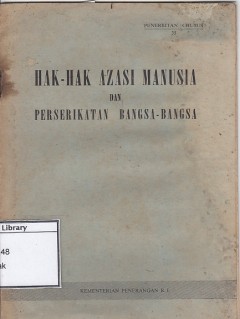 PENERBITAN CHUSUS
HAK-HAK AZASI MANUSIA
DAN
PERSERIKATAN BANGSA-BANGSA
Library
48
ak
KEMENTERIAN PENERANGAN R.I.